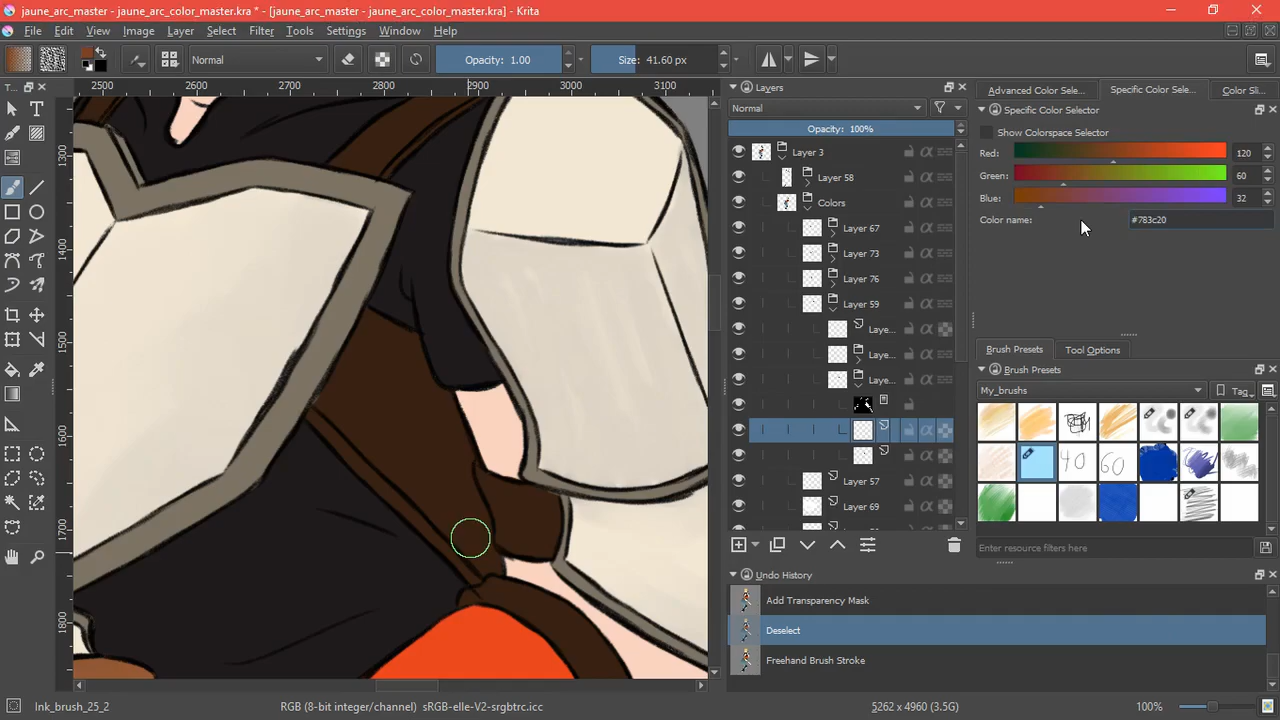 jaune_arc_master - jaune_arc_color_master.kra * - [jaune_arc_master - jaune_arc_color_master.kra] - Krita
File Edit View Image Layer Select Filter Tools Settings Window Help
Normal Opacity: 1.00 Size: 41.60 px
T...
2500 2600 2700 2800 2900 3000 3100
1300
1400
1500
1600
1700
1800
Layers
Normal
Opacity: 100%
Layer 3
Layer 58
Colors
Layer 67
Layer 73
Layer 76
Layer 59
Laye...
Laye...
Laye...
Layer 57
Layer 69
Advanced Color Sele... Specific Color Sele... Color Sli...
Specific Color Selector
Show Colorspace Selector
Red: 120
Green: 60
Blue: 32
Color name: #783c20
Brush Presets Tool Options
Brush Presets
My_brushes Tag
40 60
Enter resource filters here
Undo History
Add Transparency Mask
Deselect
Freehand Brush Stroke
Ink_brush_25_2 RGB (8-bit integer/channel) sRGB-elle-V2-srgbtrc.icc 5262 x 4960 (3.5G) 100%